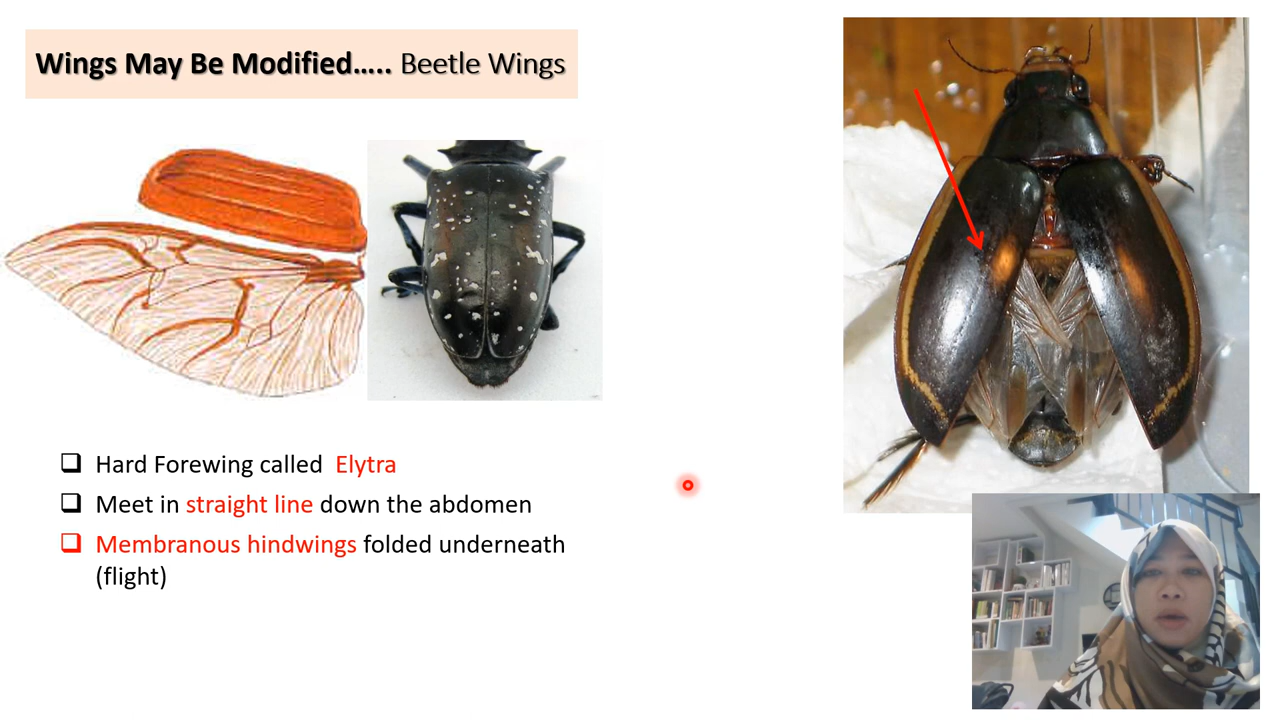 Wings May Be Modified….. Beetle Wings
Hard Forewing called Elytra
Meet in straight line down the abdomen
Membranous hindwings folded underneath
(flight)